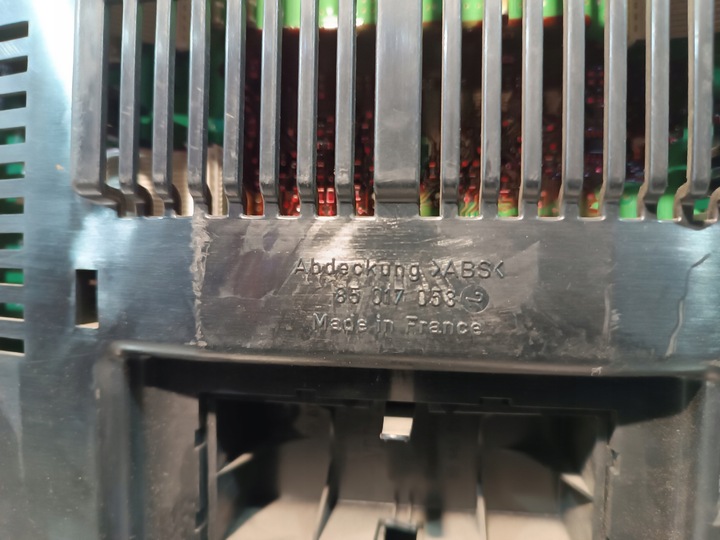 Abdeckung >ABS<
85 017 053
Made in France